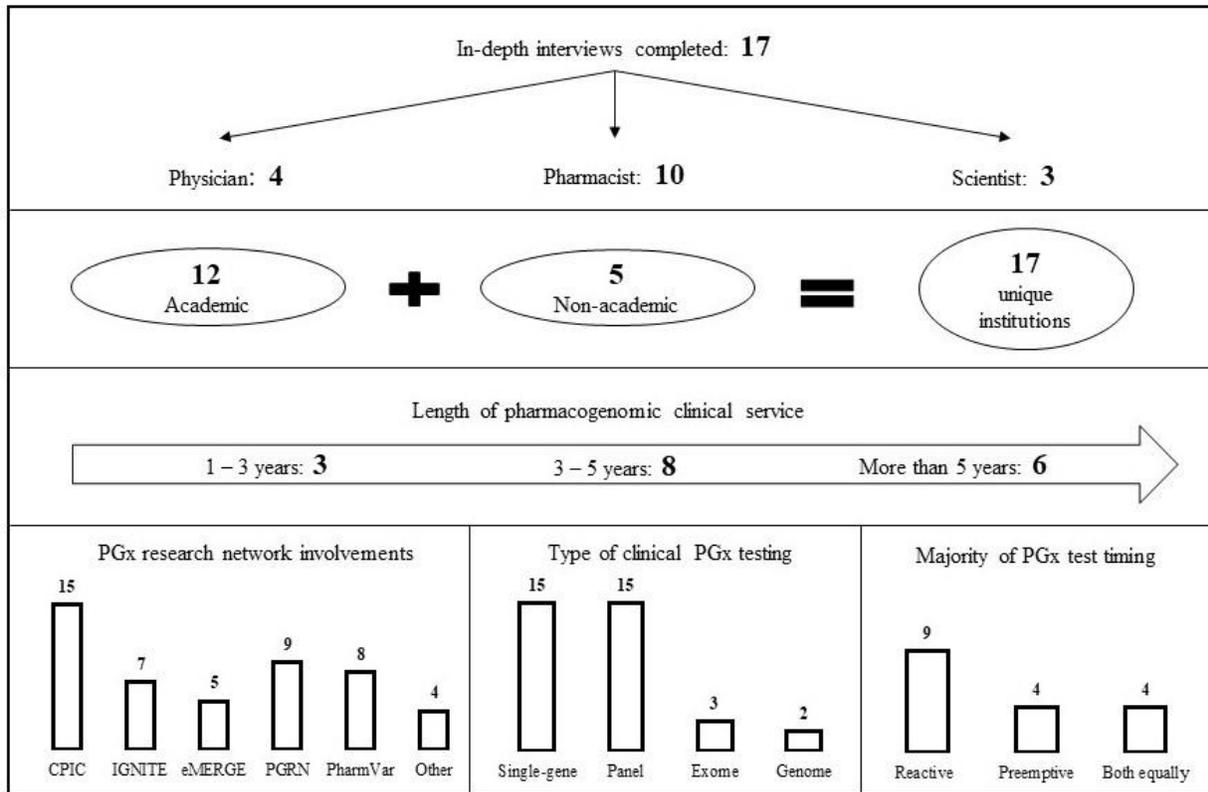 In-depth interviews completed: 17
Physician: 4
Pharmacist: 10
Scientist: 3
12
Academic
5
Non-academic
17
unique
institutions
Length of pharmacogenomic clinical service
1 – 3 years: 3
3 – 5 years: 8
More than 5 years: 6
PGx research network involvements
15
7
5
9
8
4
CPIC
IGNITE
eMERGE
PGRN
PharmVar
Other
Type of clinical PGx testing
15
15
3
2
Single-gene
Panel
Exome
Genome
Majority of PGx test timing
9
4
4
Reactive
Preemptive
Both equally